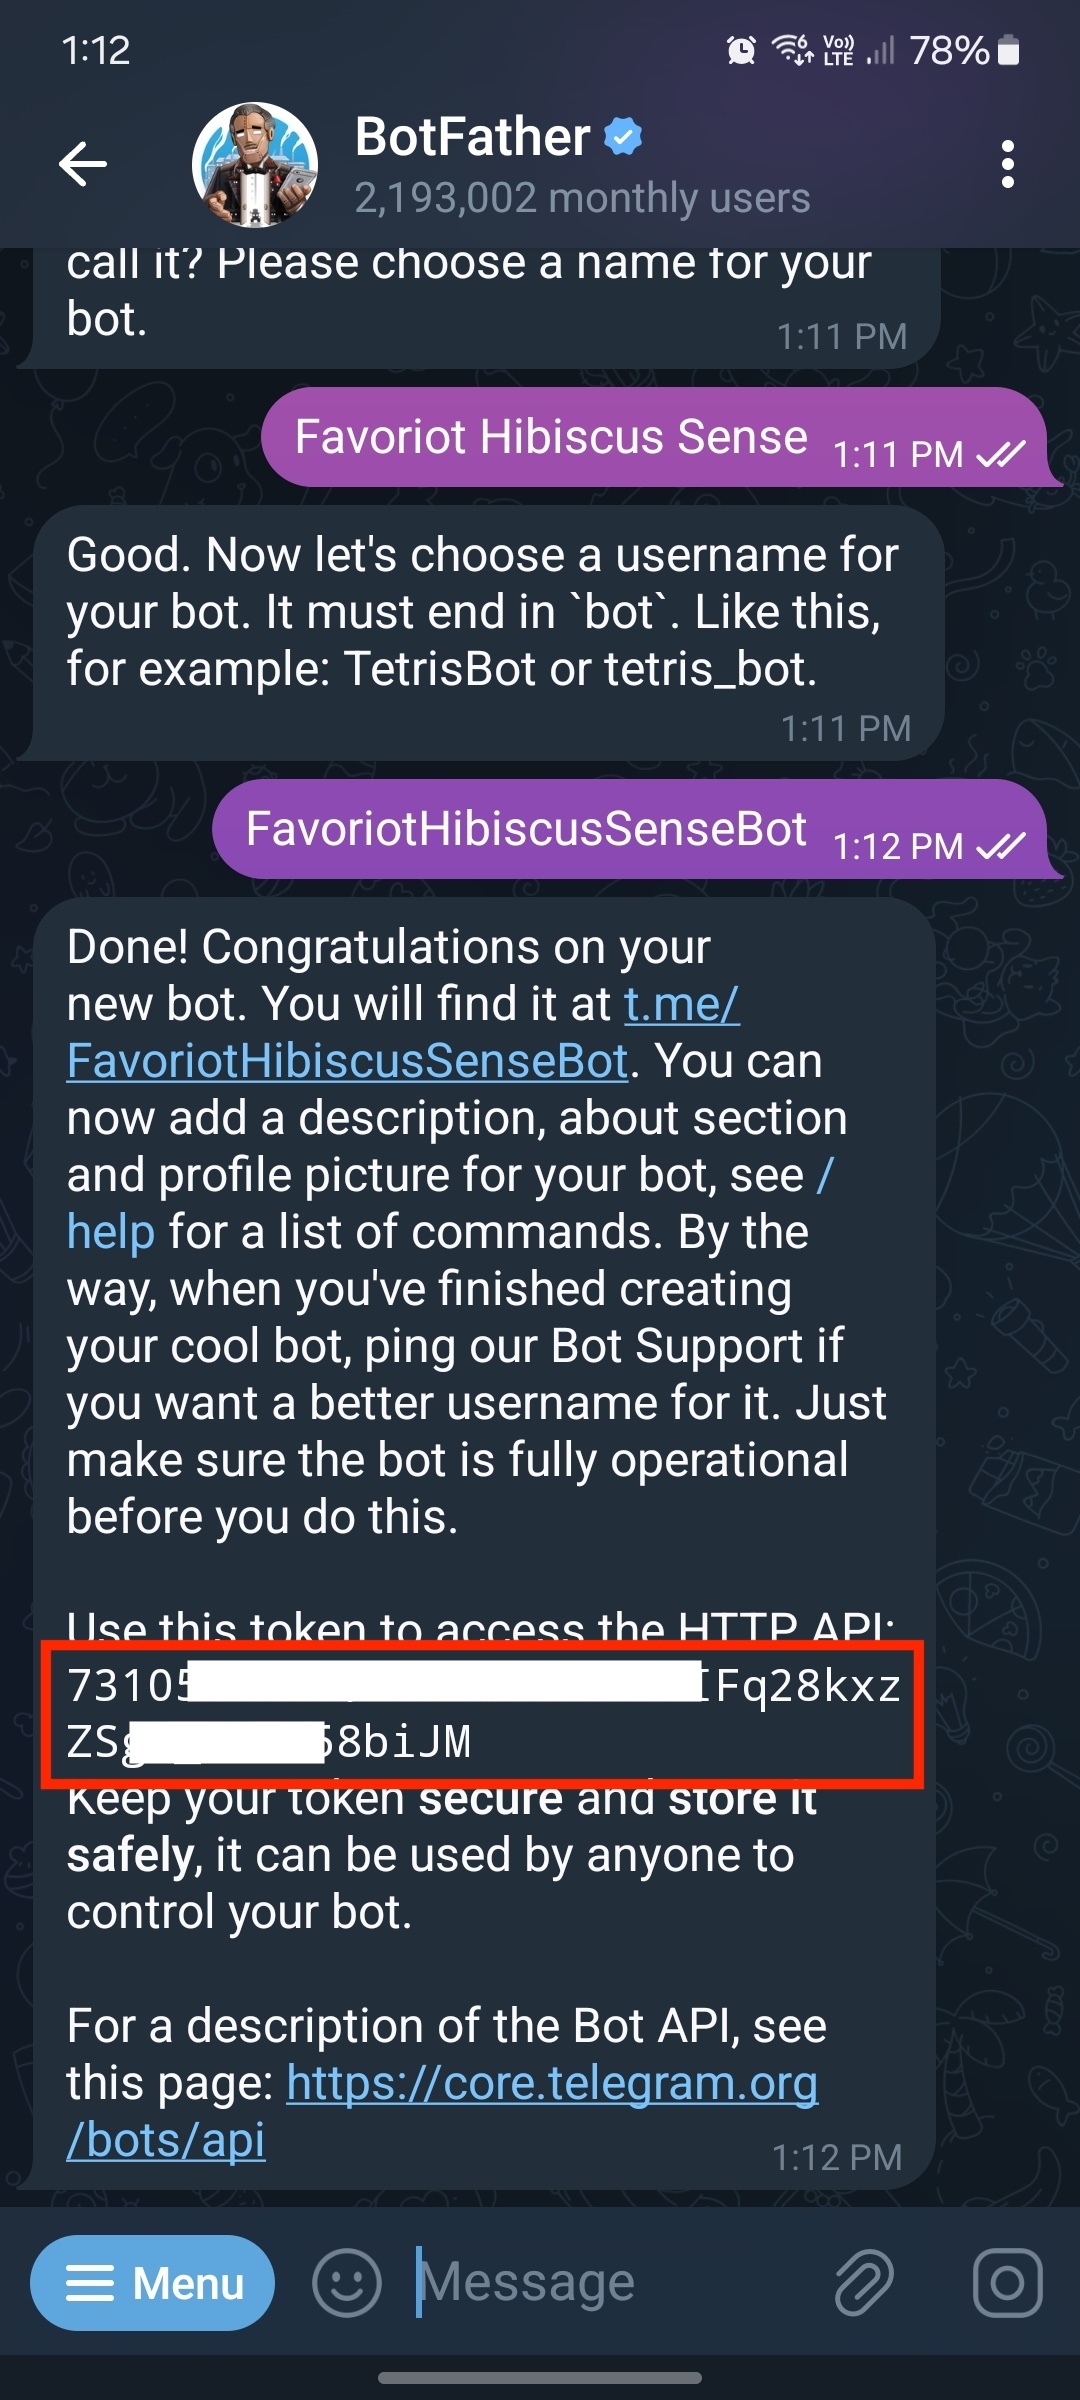 1:12
Vo)) LTE 78%
BotFather
2,193,002 monthly users
call it? Please choose a name for your
bot.
1:11 PM
Favoriot Hibiscus Sense 1:11 PM
Good. Now let's choose a username for
your bot. It must end in `bot`. Like this,
for example: TetrisBot or tetris_bot.
1:11 PM
FavoriotHibiscusSenseBot 1:12 PM
Done! Congratulations on your
new bot. You will find it at t.me/
FavoriotHibiscusSenseBot. You can
now add a description, about section
and profile picture for your bot, see /
help for a list of commands. By the
way, when you've finished creating
your cool bot, ping our Bot Support if
you want a better username for it. Just
make sure the bot is fully operational
before you do this.
Use this token to access the HTTP API:
7310 Fq28kxz
ZS 8biJM
Keep your token secure and store it
safely, it can be used by anyone to
control your bot.
For a description of the Bot API, see
this page: https://core.telegram.org
/bots/api
1:12 PM
Menu
Message